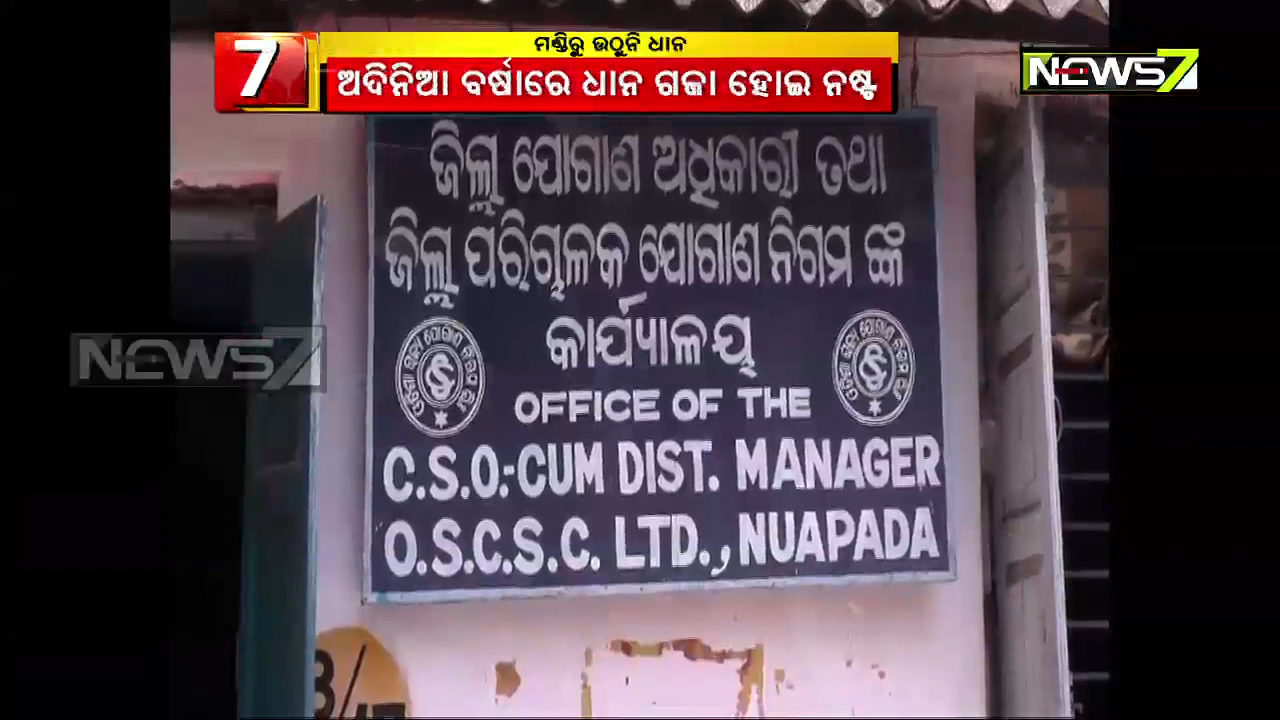 ମଣ୍ଡିରୁ ଉଠୁନି ଧାନ
7
ଅଦିନିଆ ବର୍ଷାରେ ଧାନ ଗଜା ହୋଇ ନଷ୍ଟ
NEWS7
ଜିଲ୍ଲା ଯୋଗାଣ ଅଧିକାରୀ ତଥା
ଜିଲ୍ଲା ପରିଚାଳକ ଯୋଗାଣ ନିଗମ ଙ୍କ
କାର୍ଯ୍ୟାଳୟ
NEWS7
OFFICE OF THE
C.S.O.-CUM DIST. MANAGER
O.S.C.S.C. LTD., NUAPADA